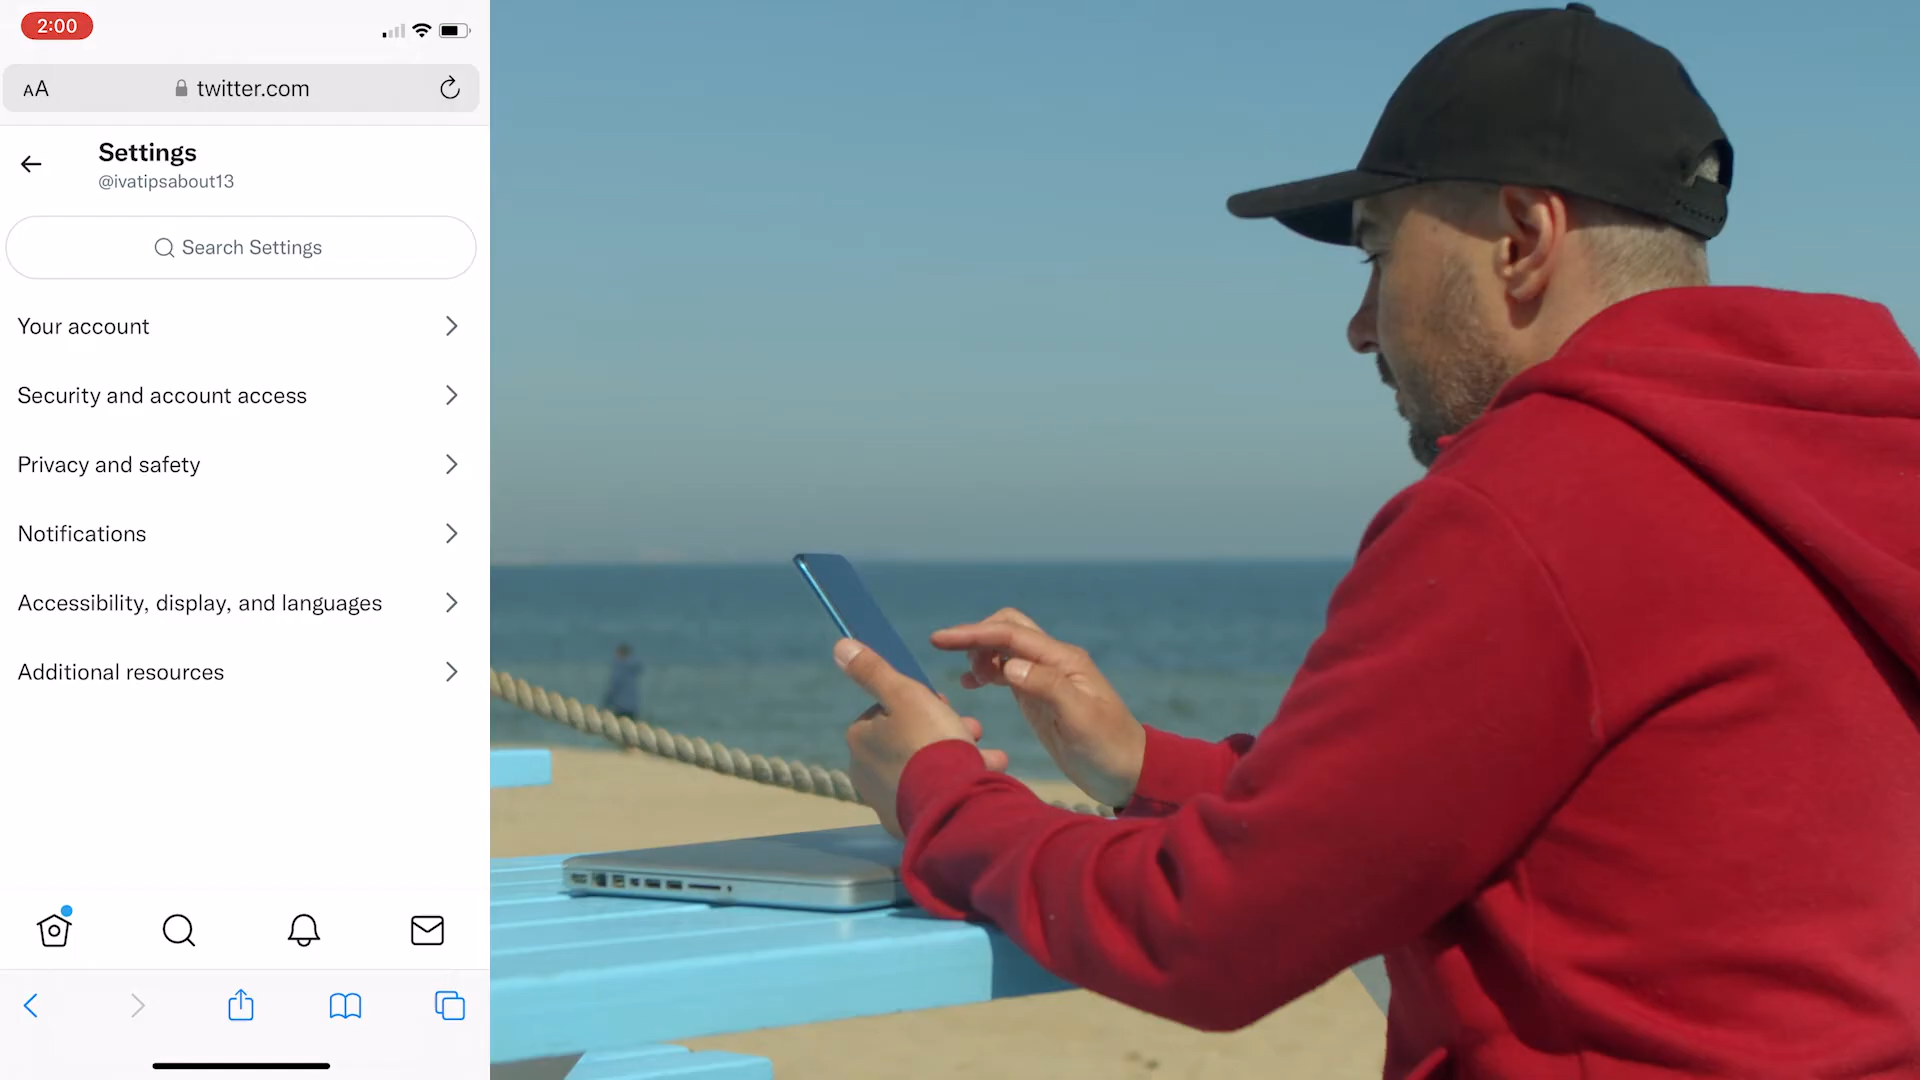 2:00
AA
twitter.com
Settings
@ivatipsabout13
Search Settings
Your account
Security and account access
Privacy and safety
Notifications
Accessibility, display, and languages
Additional resources